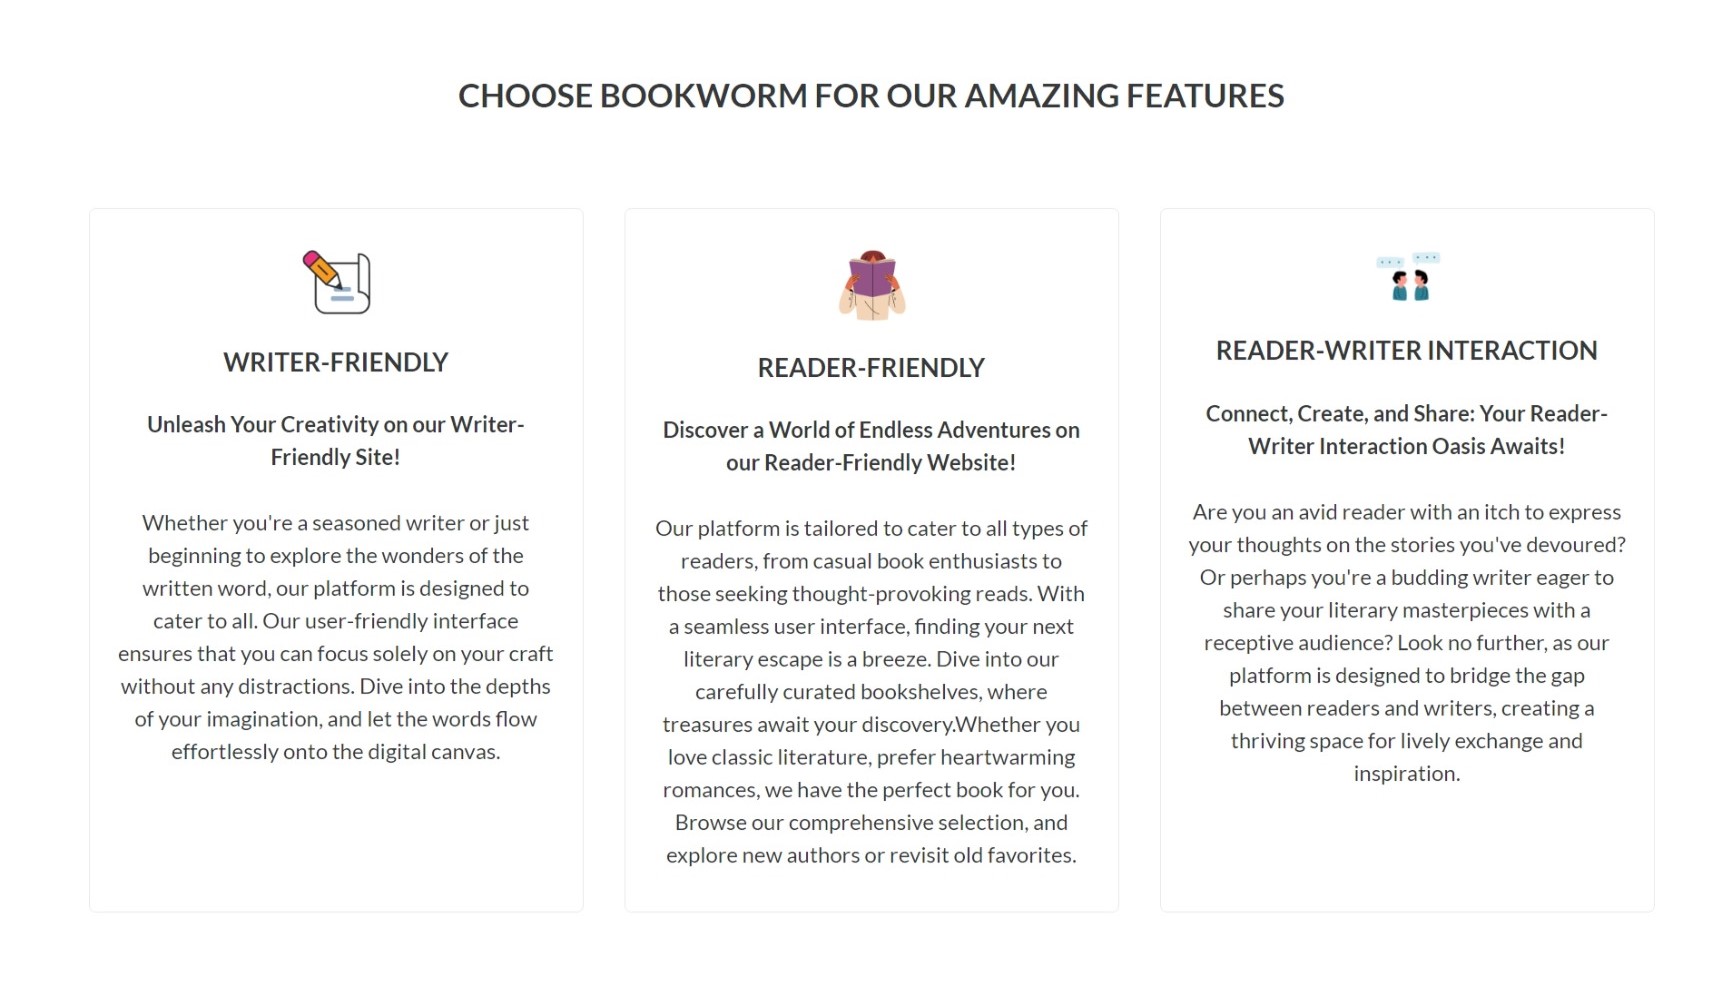 CHOOSE BOOKWORM FOR OUR AMAZING FEATURES
WRITER-FRIENDLY
Unleash Your Creativity on our Writer-
Friendly Site!
Whether you're a seasoned writer or just
beginning to explore the wonders of the
written word, our platform is designed to
cater to all. Our user-friendly interface
ensures that you can focus solely on your craft
without any distractions. Dive into the depths
of your imagination, and let the words flow
effortlessly onto the digital canvas.
READER-FRIENDLY
Discover a World of Endless Adventures on
our Reader-Friendly Website!
Our platform is tailored to cater to all types of
readers, from casual book enthusiasts to
those seeking thought-provoking reads. With
a seamless user interface, finding your next
literary escape is a breeze. Dive into our
carefully curated bookshelves, where
treasures await your discovery.Whether you
love classic literature, prefer heartwarming
romances, we have the perfect book for you.
Browse our comprehensive selection, and
explore new authors or revisit old favorites.
READER-WRITER INTERACTION
Connect, Create, and Share: Your Reader-
Writer Interaction Oasis Awaits!
Are you an avid reader with an itch to express
your thoughts on the stories you've devoured?
Or perhaps you're a budding writer eager to
share your literary masterpieces with a
receptive audience? Look no further, as our
platform is designed to bridge the gap
between readers and writers, creating a
thriving space for lively exchange and
inspiration.